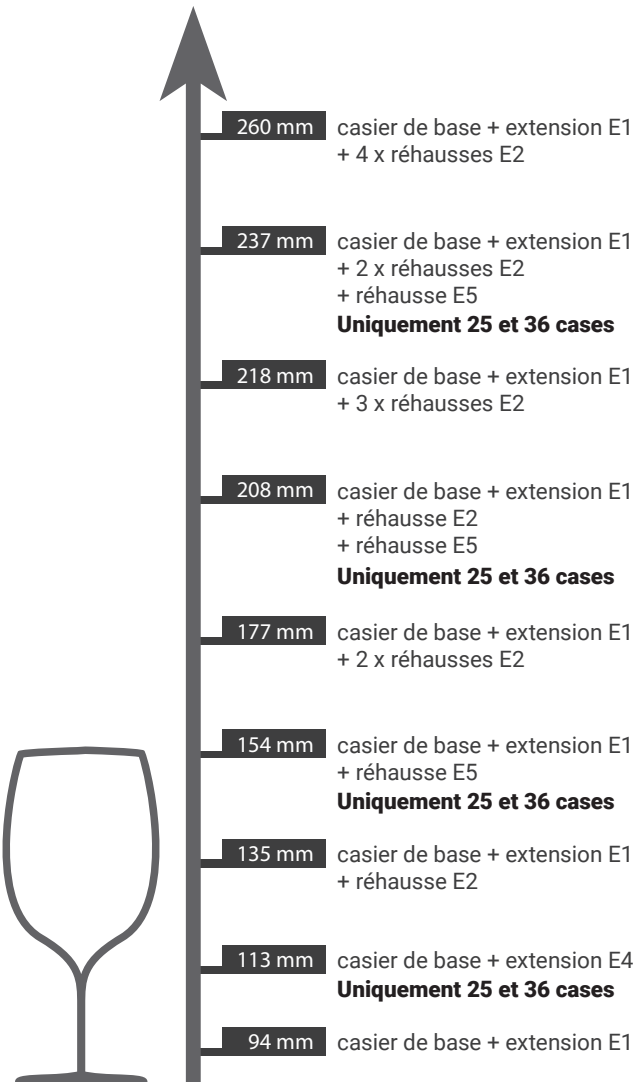 260 mm casier de base + extension E1
+ 4 x réhausses E2
237 mm casier de base + extension E1
+ 2 x réhausses E2
+ réhausse E5
Uniquement 25 et 36 cases
218 mm casier de base + extension E1
+ 3 x réhausses E2
208 mm casier de base + extension E1
+ réhausse E2
+ réhausse E5
Uniquement 25 et 36 cases
177 mm casier de base + extension E1
+ 2 x réhausses E2
154 mm casier de base + extension E1
+ réhausse E5
Uniquement 25 et 36 cases
135 mm casier de base + extension E1
+ réhausse E2
113 mm casier de base + extension E4
Uniquement 25 et 36 cases
94 mm casier de base + extension E1